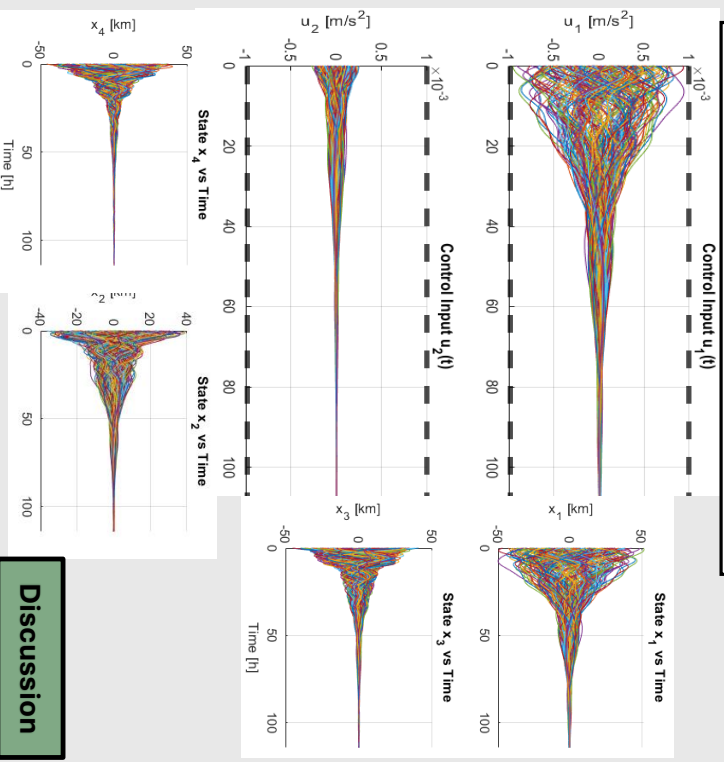 Control Input u₁(t)
×10⁻³
u₁ [m/s²]
1
0.5
0
-0.5
-1
0 20 40 60 80 100
State x₁ vs Time
x₁ [km]
50
0
-50
0 50 100
Control Input u₂(t)
×10⁻³
u₂ [m/s²]
1
0.5
0
-0.5
-1
0 20 40 60 80 100
State x₃ vs Time
x₃ [km]
50
0
-50
0 50 100
Time [h]
State x₄ vs Time
x₄ [km]
50
0
-50
0 50 100
Time [h]
State x₂ vs Time
x₂ [km]
40
20
0
-20
-40
0 50 100
Discussion